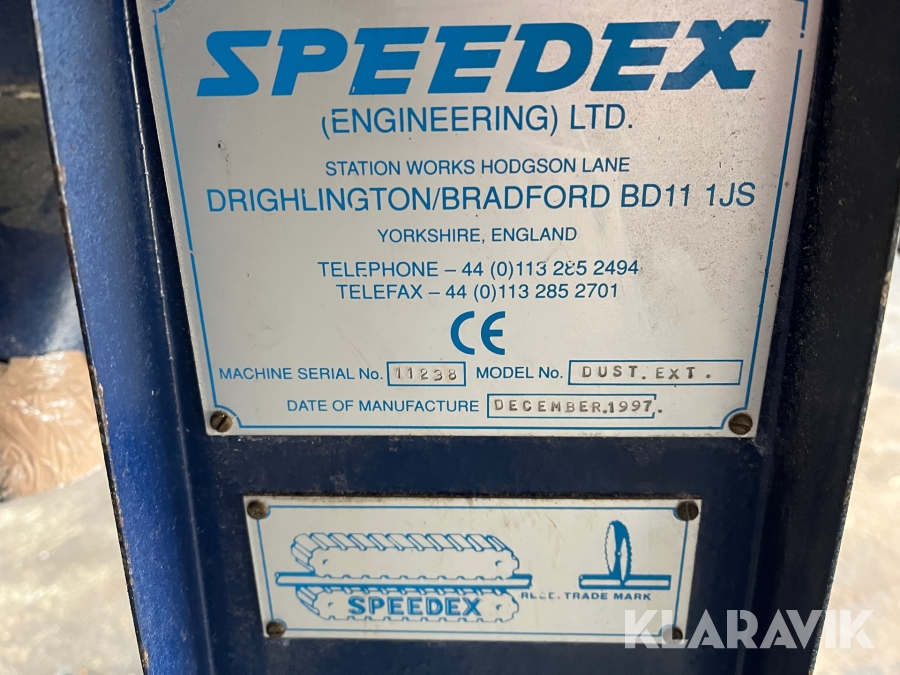 SPEEDEX
(ENGINEERING) LTD.
STATION WORKS HODGSON LANE
DRIGHLINGTON/BRADFORD BD11 1JS
YORKSHIRE, ENGLAND
TELEPHONE – 44 (0)113 285 2494
TELEFAX – 44 (0)113 285 2701
CE
MACHINE SERIAL No. 11238 MODEL No. DUST. EXT.
DATE OF MANUFACTURE DECEMBER.1997.
SPEEDEX
TRADE MARK
KLARAVIK